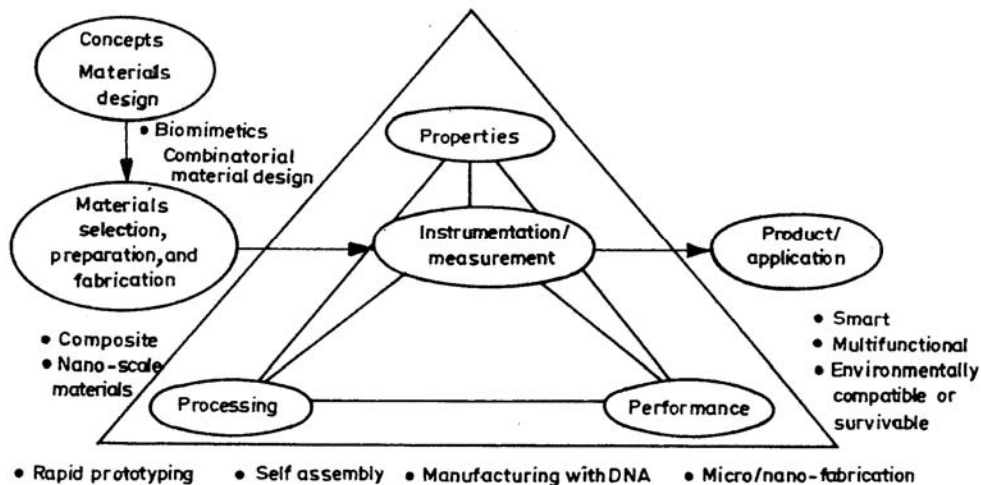 Concepts
Materials
design
• Biomimetics
Combinatorial
material design
Properties
Materials
selection,
preparation, and
fabrication
Instrumentation/
measurement
Product/
application
• Composite
• Nano-scale
materials
• Smart
• Multifunctional
• Environmentally
compatible or
survivable
Processing
Performance
• Rapid prototyping • Self assembly • Manufacturing with DNA • Micro/nano-fabrication